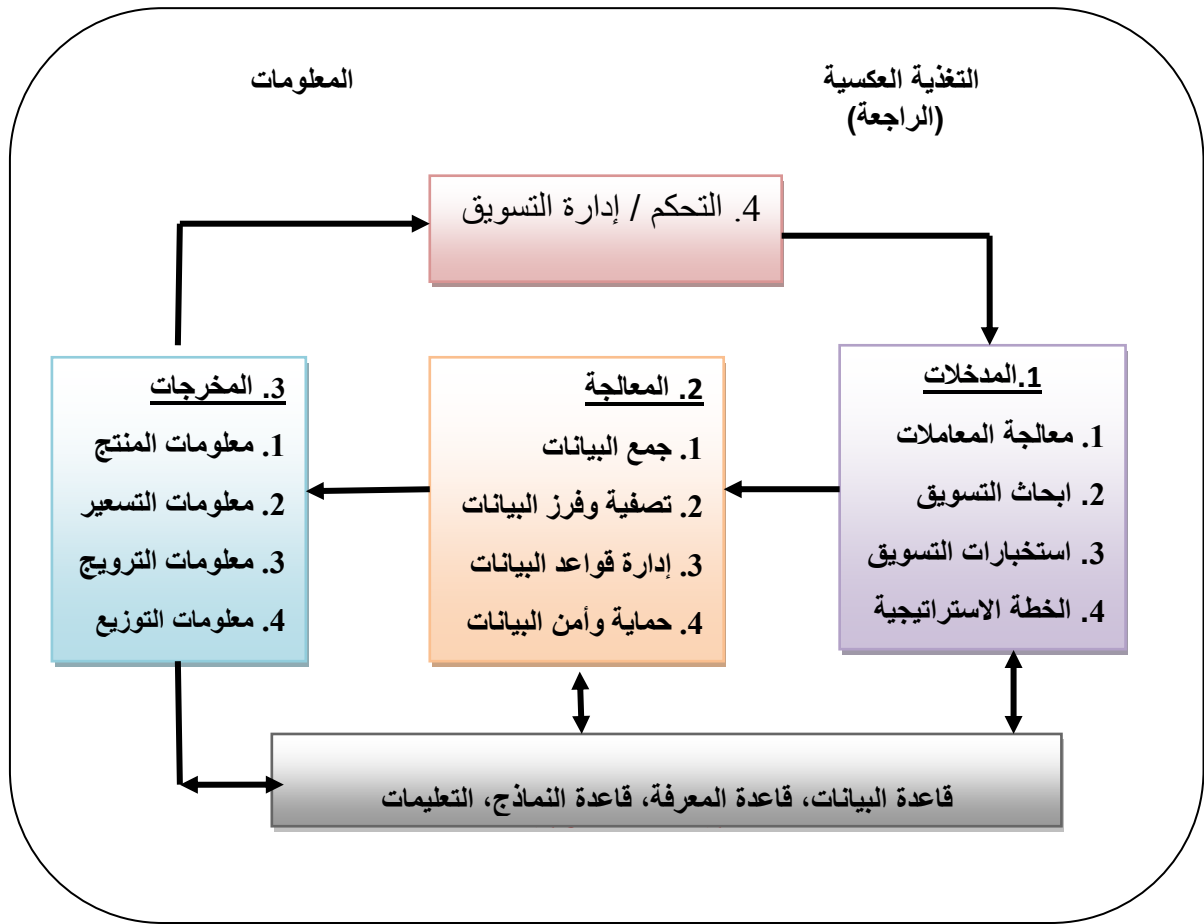 التغذية العكسية
(الراجعة)
المعلومات
4. التحكم / إدارة التسويق
1.المدخلات
1. معالجة المعاملات
2. ابحاث التسويق
3. استخبارات التسويق
4. الخطة الاستراتيجية
2. المعالجة
1. جمع البيانات
2. تصفية وفرز البيانات
3. إدارة قواعد البيانات
4. حماية وأمن البيانات
3. المخرجات
1. معلومات المنتج
2. معلومات التسعير
3. معلومات الترويج
4. معلومات التوزيع
قاعدة البيانات، قاعدة المعرفة، قاعدة النماذج، التعليمات